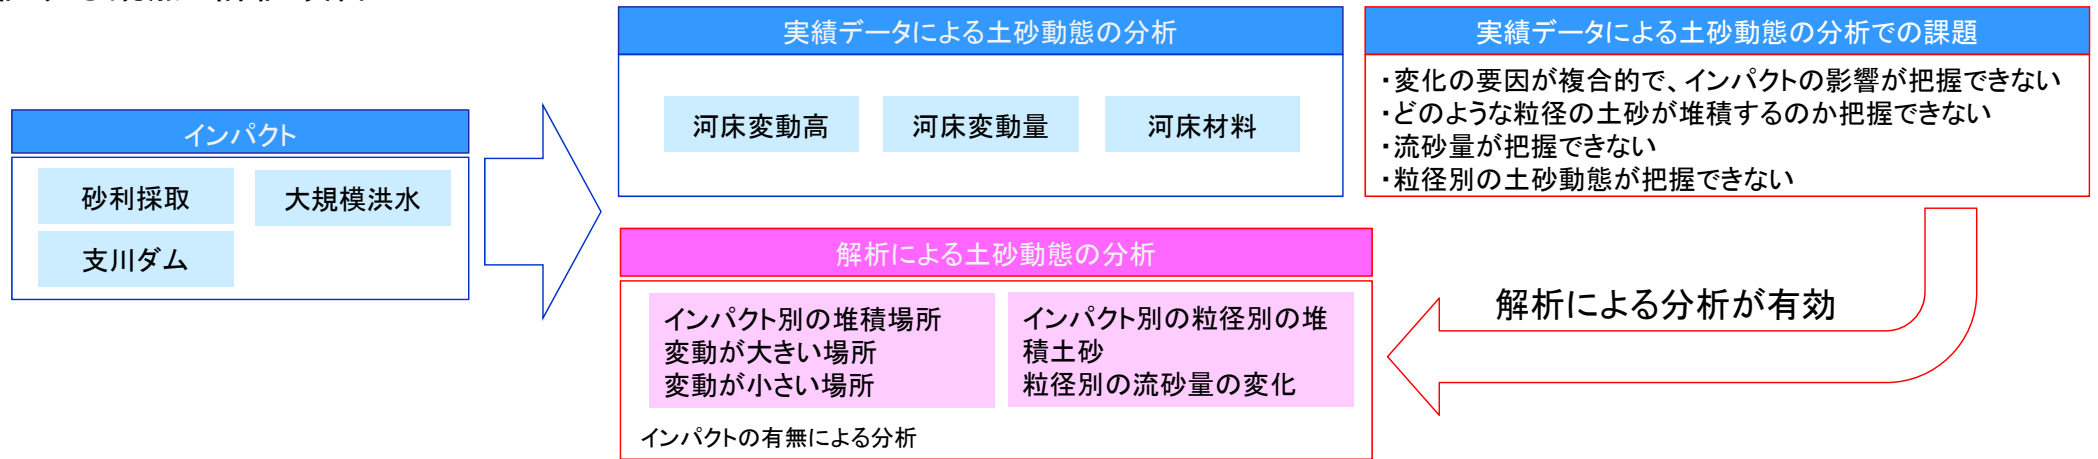 インパクト
砂利採取
大規模洪水
支川ダム
実績データによる土砂動態の分析
河床変動高
河床変動量
河床材料
実績データによる土砂動態の分析での課題
・変化の要因が複合的で、インパクトの影響が把握できない
・どのような粒径の土砂が堆積するのか把握できない
・流砂量が把握できない
・粒径別の土砂動態が把握できない
解析による分析が有効
解析による土砂動態の分析
インパクト別の堆積場所
変動が大きい場所
変動が小さい場所
インパクト別の粒径別の堆
積土砂
粒径別の流砂量の変化
インパクトの有無による分析